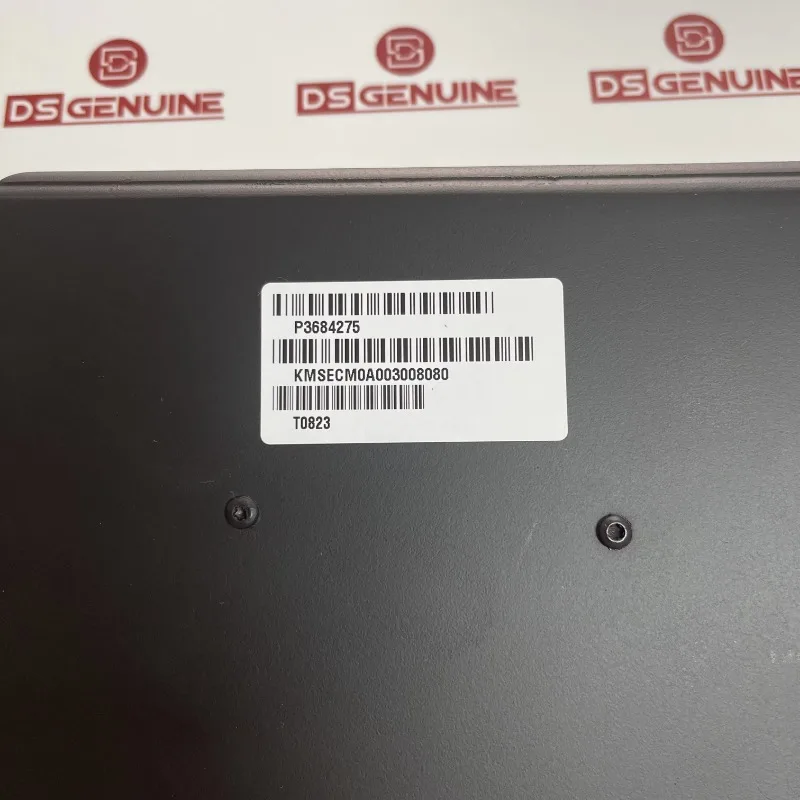 DS GENUINE
DS GENUINE
DS GENUINE
P3684275
KMSECM0A003008080
T0823